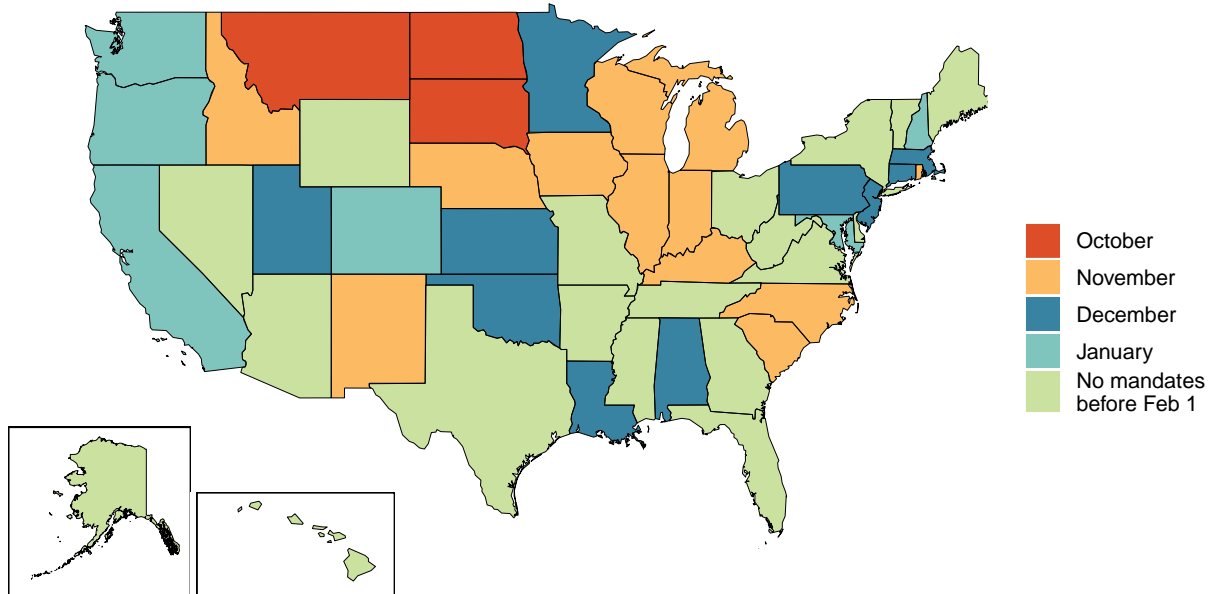 October
November
December
January
No mandates
before Feb 1